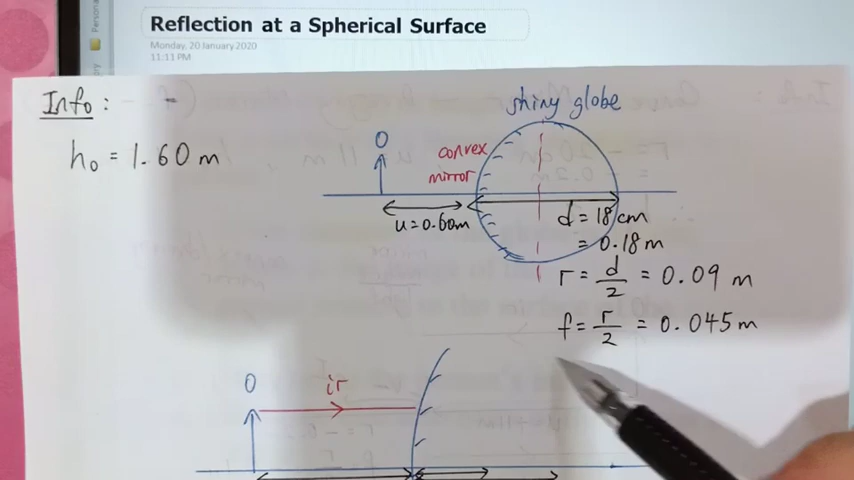 Reflection at a Spherical Surface
Monday, 20 January 2020
11:11 PM
Info :
h₀ = 1.60 m
shiny globe
O
convex
mirror
u = 0.60m
d = 18 cm
= 0.18 m
r = d/2 = 0.09 m
f = r/2 = 0.045 m
O
ir